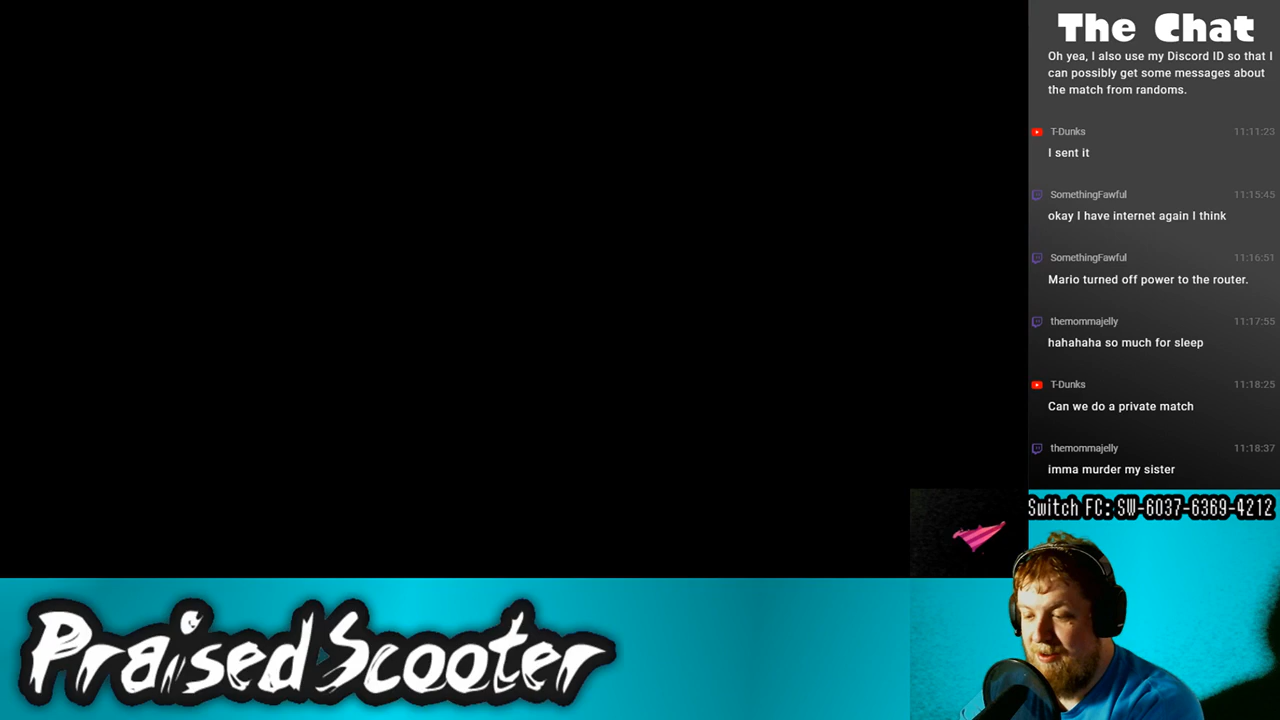 The Chat
Oh yea, I also use my Discord ID so that I
can possibly get some messages about
the match from randoms.
T-Dunks 11:11:23
I sent it
SomethingFawful 11:15:45
okay I have internet again I think
SomethingFawful 11:16:51
Mario turned off power to the router.
themommajelly 11:17:55
hahahaha so much for sleep
T-Dunks 11:18:25
Can we do a private match
themommajelly 11:18:37
imma murder my sister
Switch FC: SW-6037-6369-4212
PraisedScooter